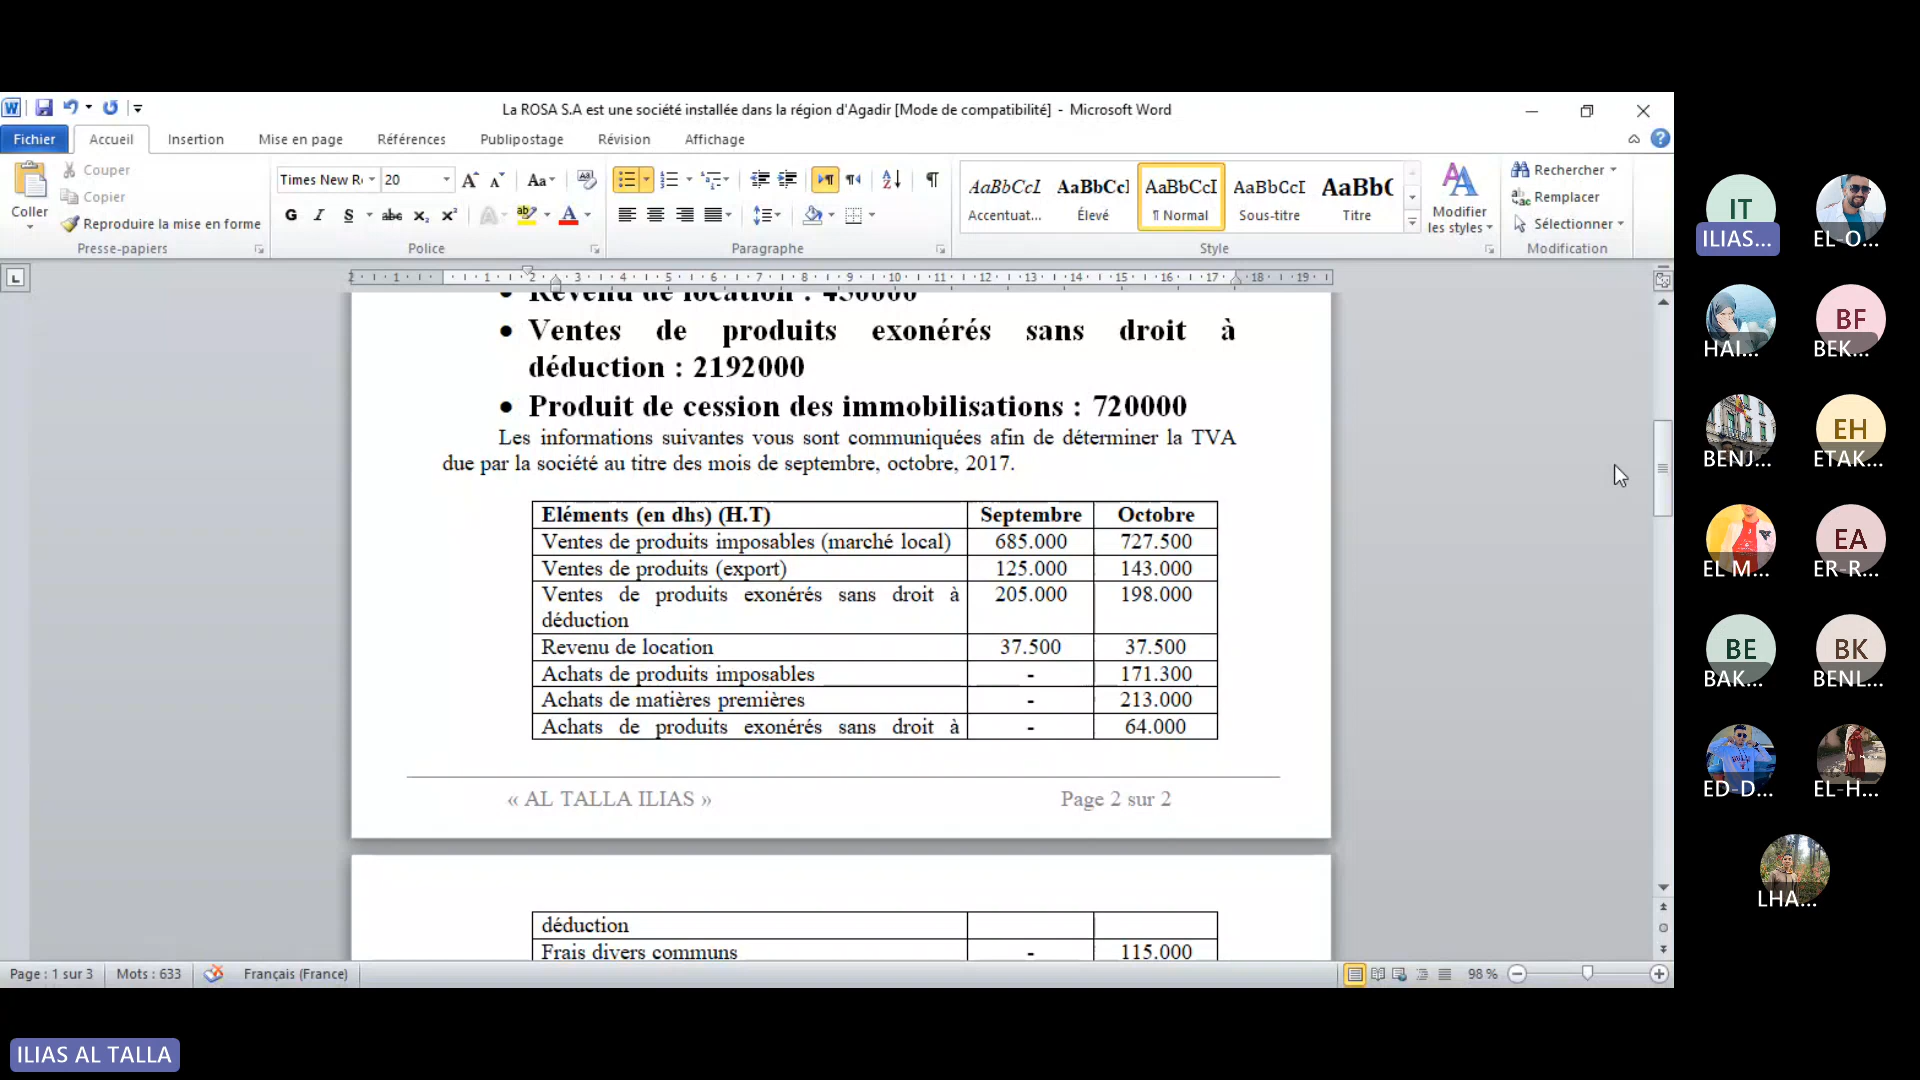 La ROSA S.A est une société installée dans la région d'Agadir [Mode de compatibilité] - Microsoft Word
Fichier Accueil Insertion Mise en page Références Publipostage Révision Affichage
Coller
Couper
Copier
Reproduire la mise en forme
Presse-papiers
Times New R 20
G I S abc x₂ x²
Police
Paragraphe
AaBbCcI Accentuat...
AaBbCcI Élevé
AaBbCcI ¶ Normal
AaBbCcI Sous-titre
AaBbC Titre
Modifier les styles
Style
Rechercher
Remplacer
Sélectionner
Modification
• Revenu de location : 450000
• Ventes de produits exonérés sans droit à
déduction : 2192000
• Produit de cession des immobilisations : 720000
Les informations suivantes vous sont communiquées afin de déterminer la TVA
due par la société au titre des mois de septembre, octobre, 2017.
Eléments (en dhs) (H.T) Septembre Octobre
Ventes de produits imposables (marché local) 685.000 727.500
Ventes de produits (export) 125.000 143.000
Ventes de produits exonérés sans droit à 205.000 198.000
déduction
Revenu de location 37.500 37.500
Achats de produits imposables - 171.300
Achats de matières premières - 213.000
Achats de produits exonérés sans droit à - 64.000
« AL TALLA ILIAS » Page 2 sur 2
déduction
Frais divers communs - 115.000
Page : 1 sur 3 Mots : 633 Français (France) 98 %
IT
ILIAS...
EL-O...
HAI...
BF
BEK...
BENJ...
EH
ETAK...
EL M...
EA
ER-R...
BE
BAK...
BK
BENL...
ED-D...
EL-H...
LHA...
ILIAS AL TALLA